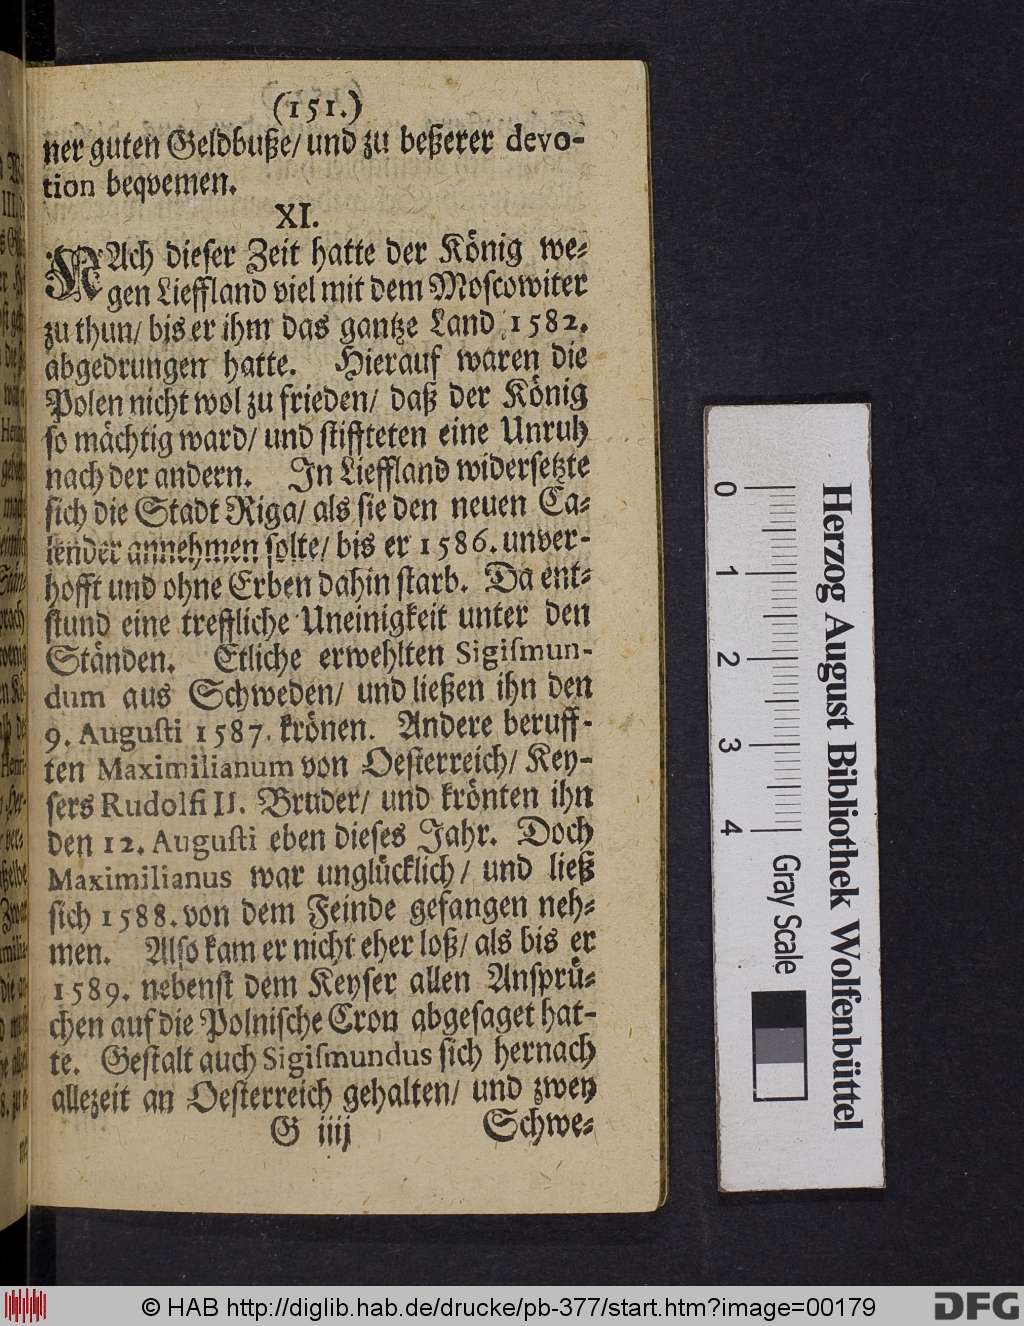 (151.)
ner guten Geldbuße/ und zu beßerer devo-
tion beqvemen.
XI.
NAch dieser Zeit hatte der König we-
gen Lieffland viel mit dem Moscowiter
zu thun/ bis er ihm das gantze Land 1582.
abgedrungen hatte. Hierauf waren die
Polen nicht wol zu frieden/ daß der König
so mächtig ward/ und stiffteten eine Unruh
nach der andern. In Lieffland widersetzte
sich die Stadt Riga/ als sie den neuen Ca-
lender annehmen solte/ bis er 1586. unver-
hofft und ohne Erben dahin starb. Da ent-
stund eine treffliche Uneinigkeit unter den
Ständen. Etliche erwehlten Sigismun-
dum aus Schweden/ und ließen ihn den
9. Augusti 1587. krönen. Andere beruff-
ten Maximilianum von Oesterreich/ Key-
sers Rudolfi II. Bruder/ und krönten ihn
den 12. Augusti eben dieses Jahr. Doch
Maximilianus war unglücklich/ und ließ
sich 1588. von dem Feinde gefangen neh-
men. Also kam er nicht eher loß/ als bis er
1589. nebenst dem Keyser allen Ansprü-
chen auf die Polnische Cron abgesaget hat-
te. Gestalt auch Sigismundus sich hernach
allezeit an Oesterreich gehalten/ und zwey
G iiij Schwe-
0 1 2 3 4 Gray Scale
Herzog August Bibliothek Wolfenbüttel
© HAB http://diglib.hab.de/drucke/pb-377/start.htm?image=00179
DFG